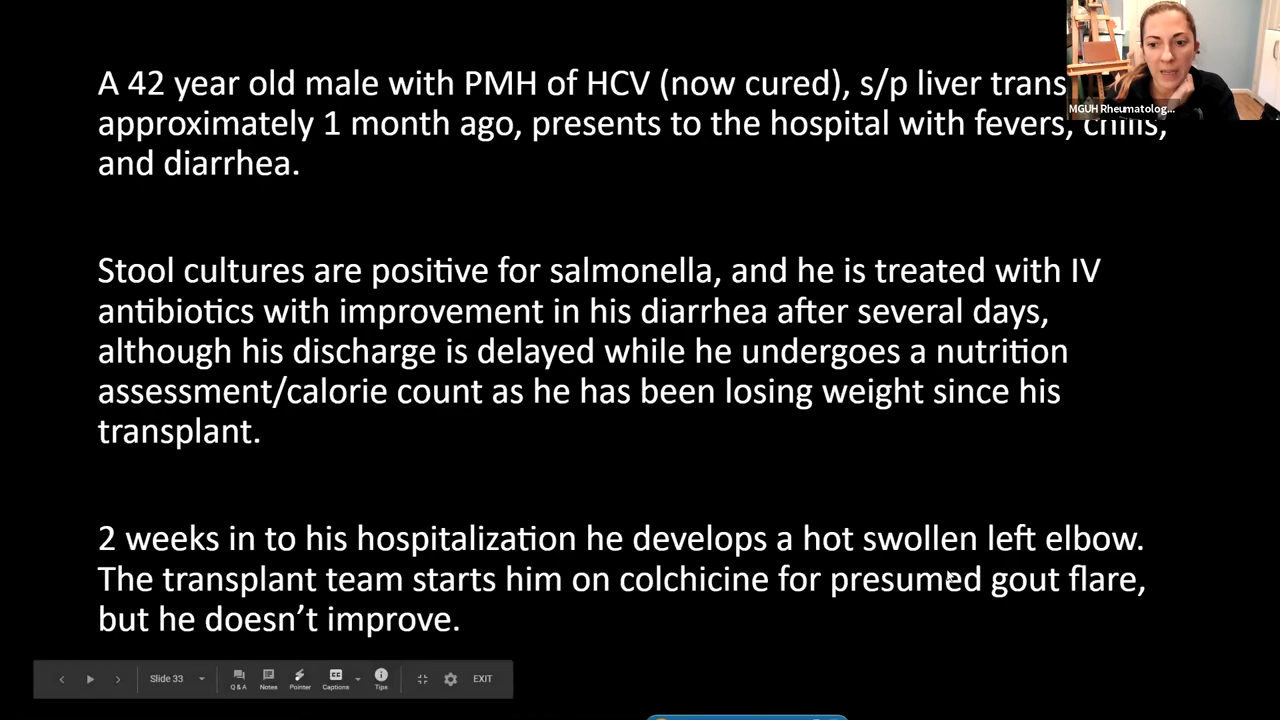 A 42 year old male with PMH of HCV (now cured), s/p liver trans
MGUH Rheumatolog...
approximately 1 month ago, presents to the hospital with fevers, chills,
and diarrhea.
Stool cultures are positive for salmonella, and he is treated with IV
antibiotics with improvement in his diarrhea after several days,
although his discharge is delayed while he undergoes a nutrition
assessment/calorie count as he has been losing weight since his
transplant.
2 weeks in to his hospitalization he develops a hot swollen left elbow.
The transplant team starts him on colchicine for presumed gout flare,
but he doesn't improve.
Slide 33
Q & A
Notes
Pointer
Captions
Tips
EXIT